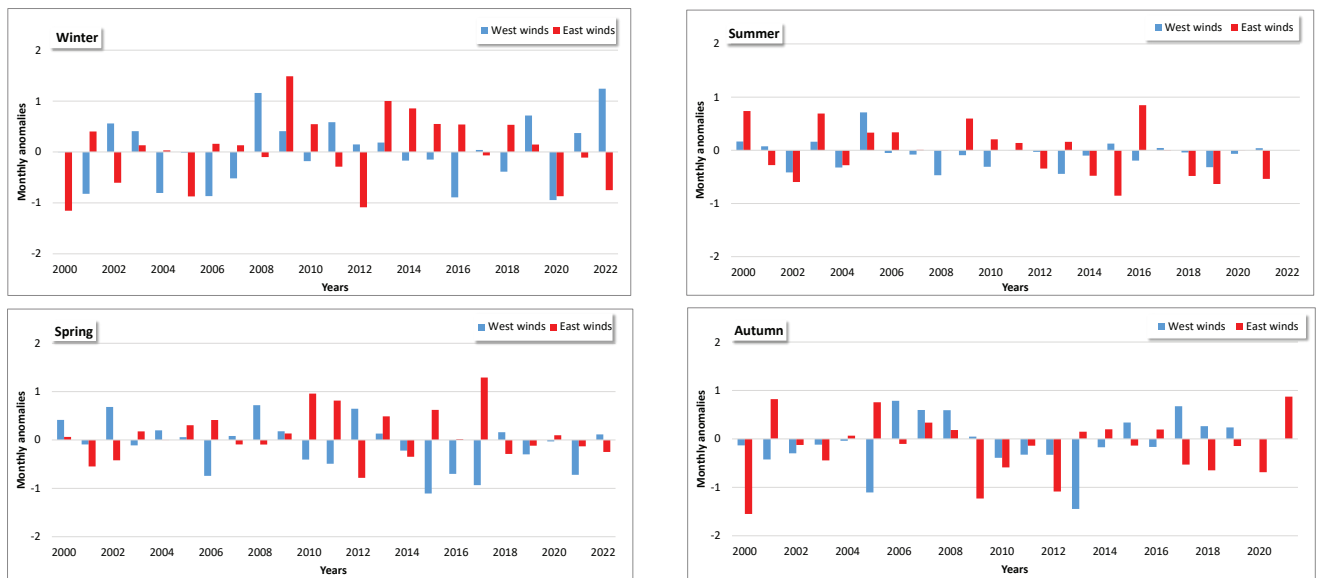 Winter
West winds East winds
Monthly anomalies
2
1
0
-1
-2
2000 2002 2004 2006 2008 2010 2012 2014 2016 2018 2020 2022
Years
Summer
West winds East winds
Monthly anomalies
2
1
0
-1
-2
2000 2002 2004 2006 2008 2010 2012 2014 2016 2018 2020 2022
Years
Spring
West winds East winds
Monthly anomalies
2
1
0
-1
-2
2000 2002 2004 2006 2008 2010 2012 2014 2016 2018 2020 2022
Years
Autumn
West winds East winds
Monthly anomalies
2
1
0
-1
-2
2000 2002 2004 2006 2008 2010 2012 2014 2016 2018 2020
Years